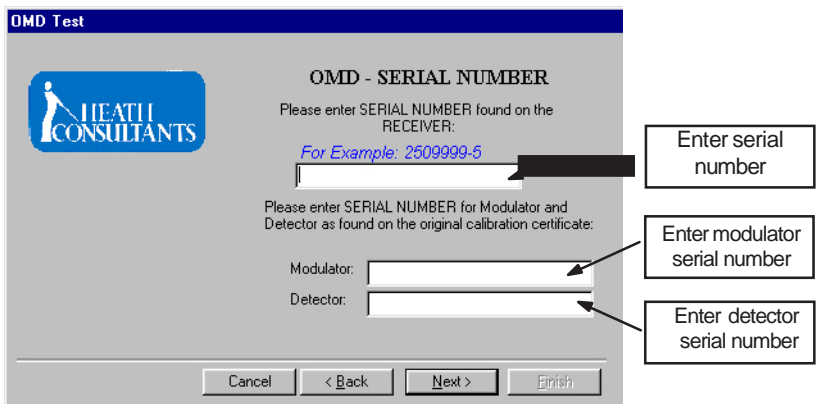 OMD Test
HEATH
CONSULTANTS
OMD - SERIAL NUMBER
Please enter SERIAL NUMBER found on the
RECEIVER:
For Example: 2509999-5
Enter serial
number
Please enter SERIAL NUMBER for Modulator and
Detector as found on the original calibration certificate:
Modulator:
Enter modulator
serial number
Detector:
Enter detector
serial number
Cancel
< Back
Next >
Finish